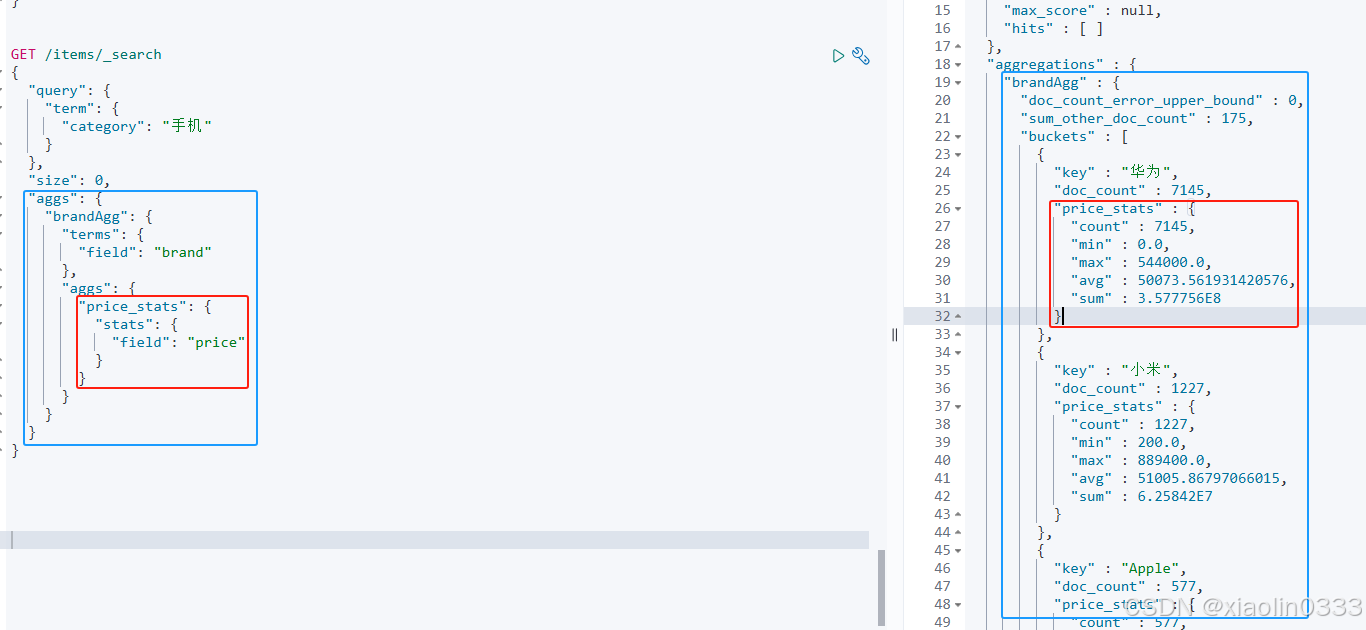 }
GET /items/_search
{
"query": {
"term": {
"category": "手机"
}
},
"size": 0,
"aggs": {
"brandAgg": {
"terms": {
"field": "brand"
},
"aggs": {
"price_stats": {
"stats": {
"field": "price"
}
}
}
}
}
}
15 "max_score" : null,
16 "hits" : [ ]
17 },
18 "aggregations" : {
19 "brandAgg" : {
20 "doc_count_error_upper_bound" : 0,
21 "sum_other_doc_count" : 175,
22 "buckets" : [
23 {
24 "key" : "华为",
25 "doc_count" : 7145,
26 "price_stats" : {
27 "count" : 7145,
28 "min" : 0.0,
29 "max" : 544000.0,
30 "avg" : 50073.561931420576,
31 "sum" : 3.577756E8
32 }
33 },
34 {
35 "key" : "小米",
36 "doc_count" : 1227,
37 "price_stats" : {
38 "count" : 1227,
39 "min" : 200.0,
40 "max" : 889400.0,
41 "avg" : 51005.86797066015,
42 "sum" : 6.25842E7
43 }
44 },
45 {
46 "key" : "Apple",
47 "doc_count" : 577,
48 "price_stats" : {
49 "count" : 577,
CSDN @xiaolin0333